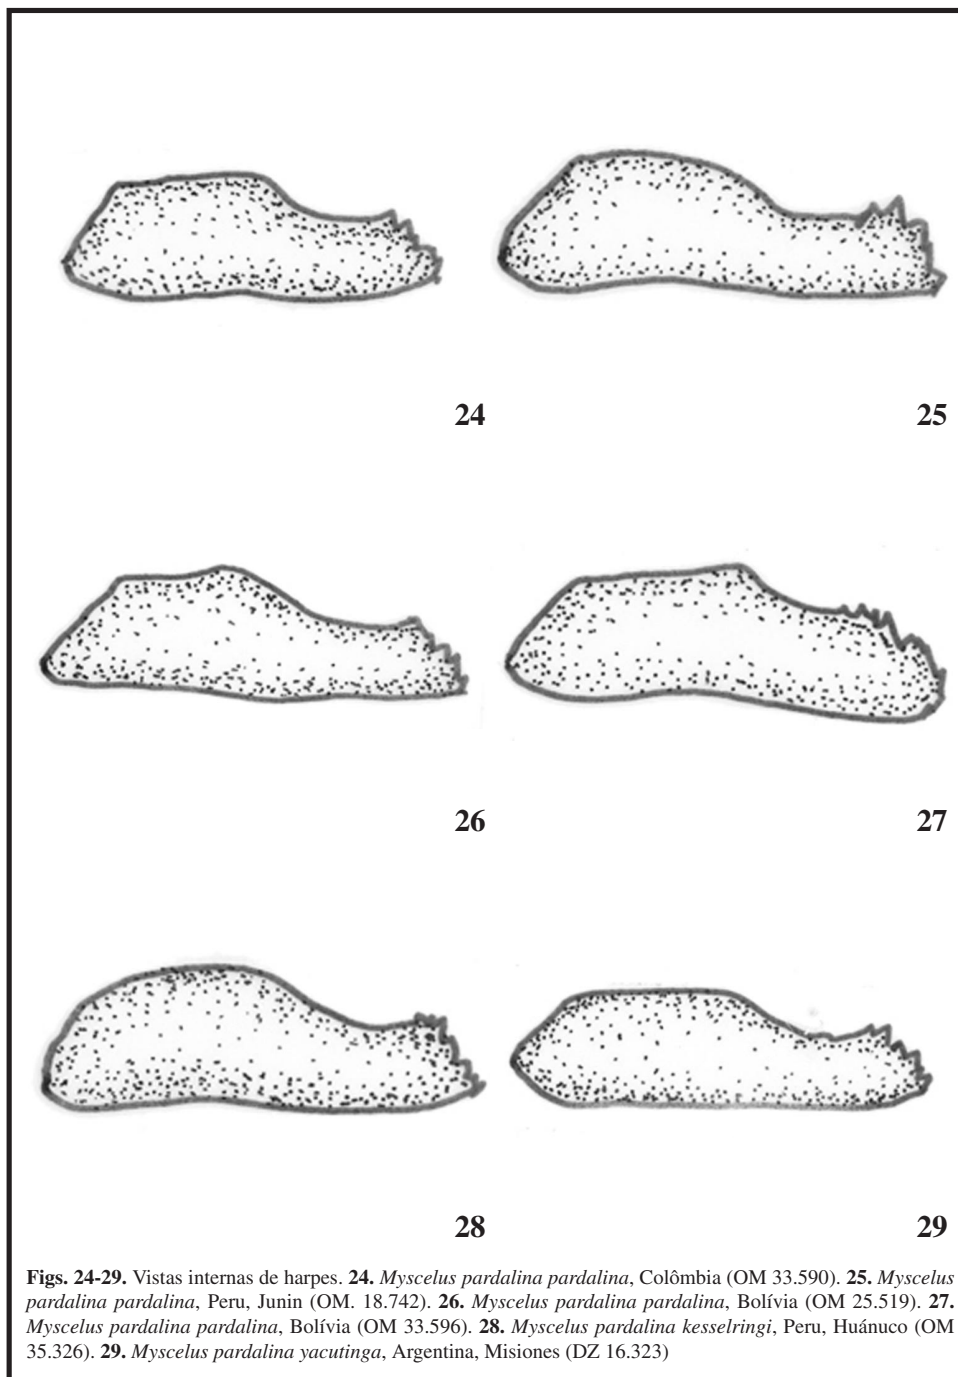 24
25
26
27
28
29
Figs. 24-29. Vistas internas de harpes. 24. Myscelus pardalina pardalina, Colômbia (OM 33.590). 25. Myscelus
pardalina pardalina, Peru, Junin (OM. 18.742). 26. Myscelus pardalina pardalina, Bolívia (OM 25.519). 27.
Myscelus pardalina pardalina, Bolívia (OM 33.596). 28. Myscelus pardalina kesselringi, Peru, Huánuco (OM
35.326). 29. Myscelus pardalina yacutinga, Argentina, Misiones (DZ 16.323)